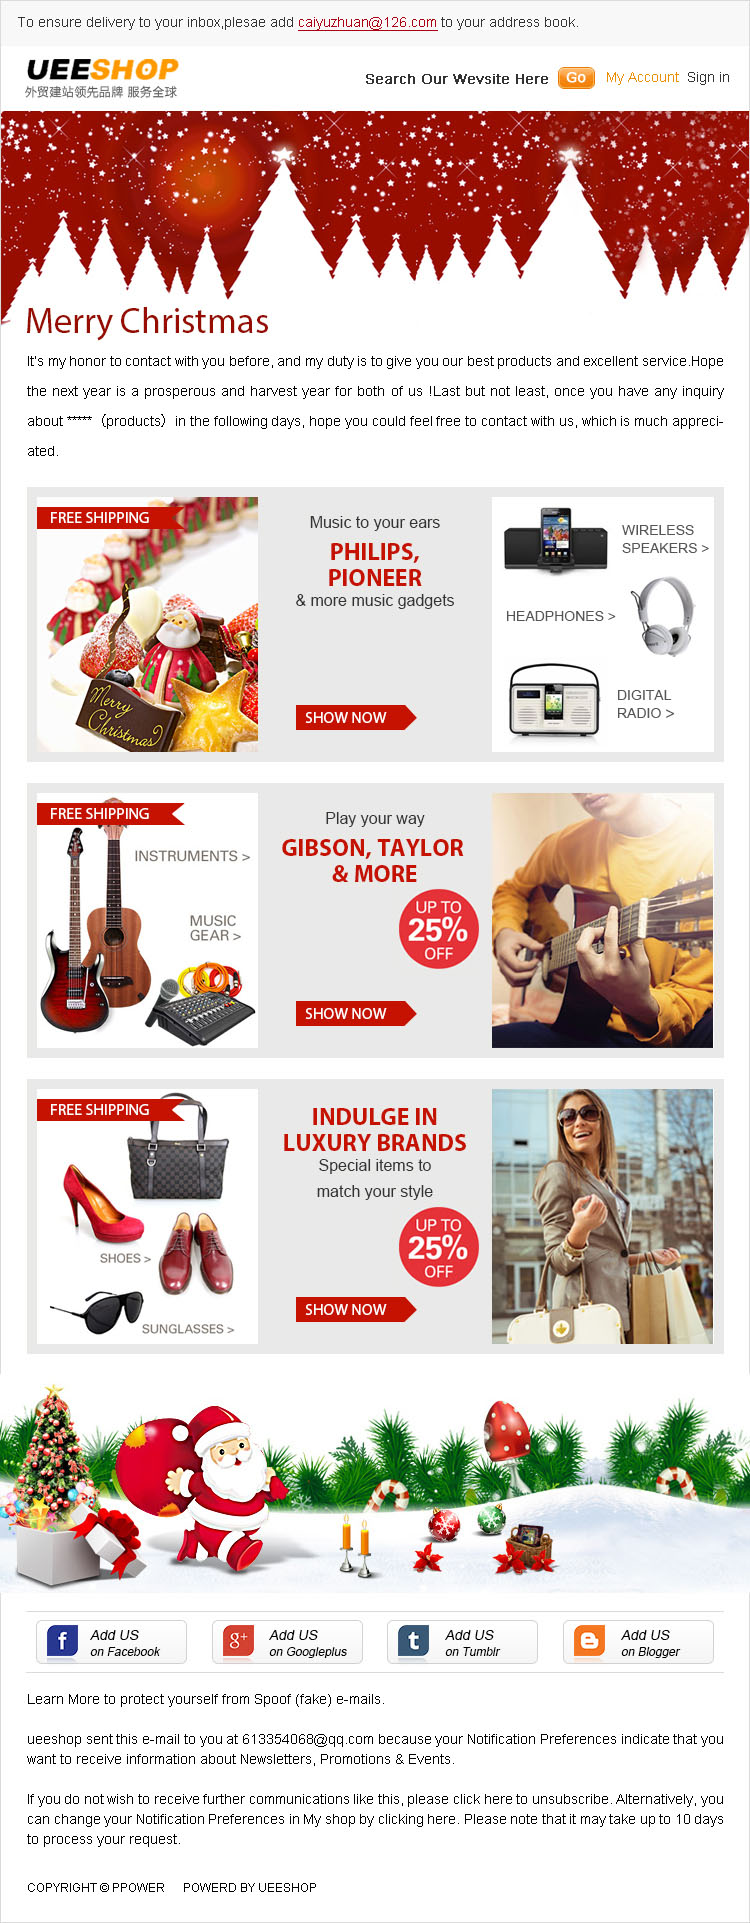 To ensure delivery to your inbox,plesae add caiyuzhuan@126.com to your address book.
UEESHOP
外贸建站领先品牌 服务全球
Search Our Wevsite Here Go My Account Sign in
Merry Christmas
It's my honor to contact with you before, and my duty is to give you our best products and excellent service.Hope
the next year is a prosperous and harvest year for both of us !Last but not least, once you have any inquiry
about *****（products）in the following days, hope you could feel free to contact with us, which is much appreci-
ated.
FREE SHIPPING
Merry
Christmas
Music to your ears
PHILIPS,
PIONEER
& more music gadgets
SHOW NOW
WIRELESS
SPEAKERS >
HEADPHONES >
DIGITAL
RADIO >
FREE SHIPPING
INSTRUMENTS >
MUSIC
GEAR >
Play your way
GIBSON, TAYLOR
& MORE
UP TO
25%
OFF
SHOW NOW
FREE SHIPPING
SHOES >
SUNGLASSES >
INDULGE IN
LUXURY BRANDS
Special items to
match your style
UP TO
25%
OFF
SHOW NOW
f Add US
on Facebook
g+ Add US
on Googleplus
t Add US
on Tumblr
Add US
on Blogger
Learn More to protect yourself from Spoof (fake) e-mails.
ueeshop sent this e-mail to you at 613354068@qq.com because your Notification Preferences indicate that you
want to receive information about Newsletters, Promotions & Events.
If you do not wish to receive further communications like this, please click here to unsubscribe. Alternatively, you
can change your Notification Preferences in My shop by clicking here. Please note that it may take up to 10 days
to process your request.
COPYRIGHT © PPOWER POWERD BY UEESHOP